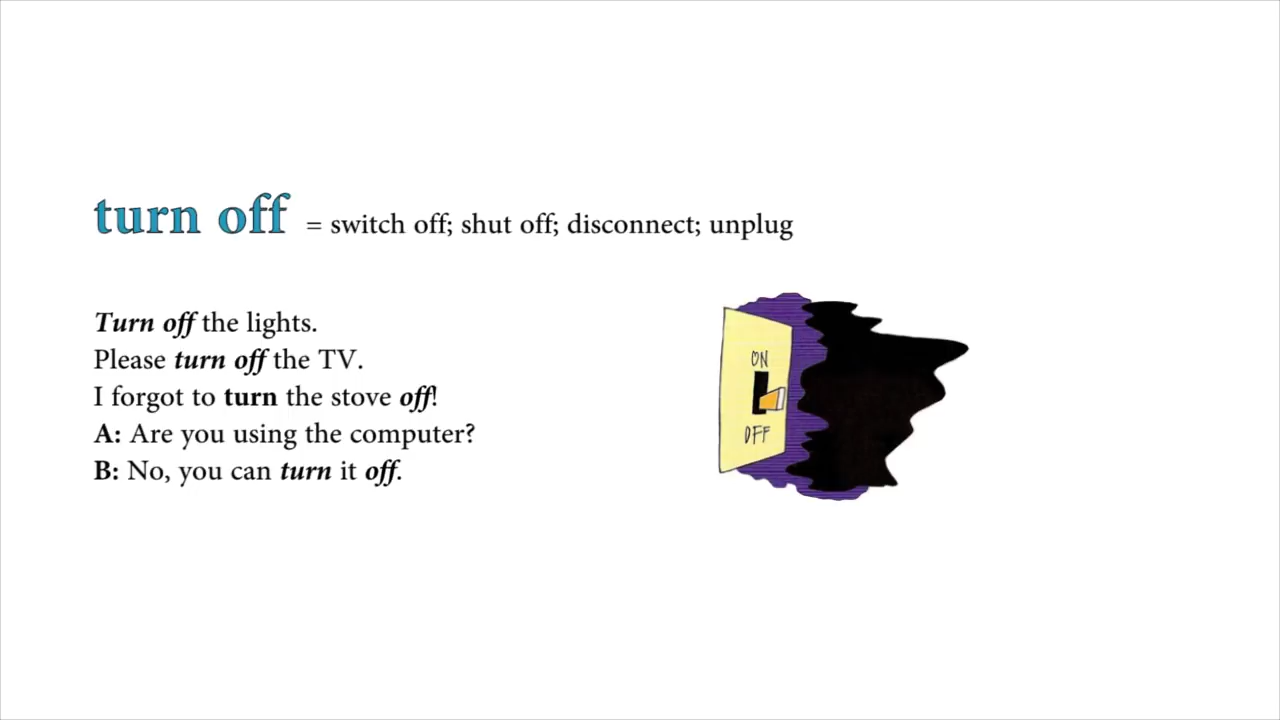 turn off = switch off; shut off; disconnect; unplug
Turn off the lights.
Please turn off the TV.
I forgot to turn the stove off!
A: Are you using the computer?
B: No, you can turn it off.
ON
OFF